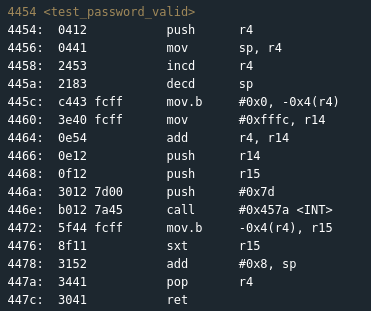 4454 <test_password_valid>
4454: 0412 push r4
4456: 0441 mov sp, r4
4458: 2453 incd r4
445a: 2183 decd sp
445c: c443 fcff mov.b #0x0, -0x4(r4)
4460: 3e40 fcff mov #0xfffc, r14
4464: 0e54 add r4, r14
4466: 0e12 push r14
4468: 0f12 push r15
446a: 3012 7d00 push #0x7d
446e: b012 7a45 call #0x457a <INT>
4472: 5f44 fcff mov.b -0x4(r4), r15
4476: 8f11 sxt r15
4478: 3152 add #0x8, sp
447a: 3441 pop r4
447c: 3041 ret